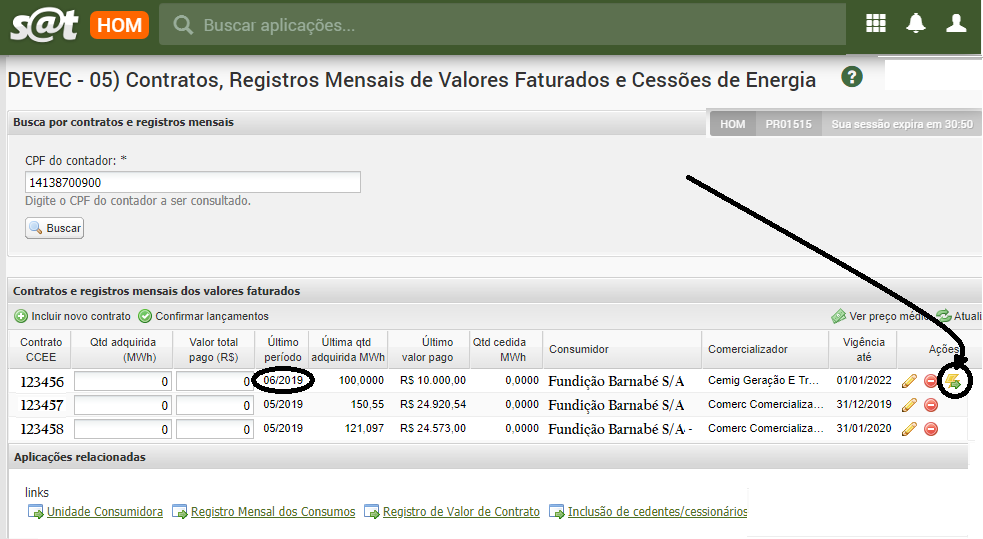 s@t HOM Buscar aplicações...
DEVEC - 05) Contratos, Registros Mensais de Valores Faturados e Cessões de Energia ?
Busca por contratos e registros mensais
HOM PR01515 Sua sessão expira em 30:50
CPF do contador: *
14138700900
Digite o CPF do contador a ser consultado.
Buscar
Contratos e registros mensais dos valores faturados
Incluir novo contrato Confirmar lançamentos Ver preço médio Atuali
Contrato CCEE Qtd adquirida (MWh) Valor total pago (R$) Último período Última qtd adquirida MWh Último valor pago Qtd cedida MWh Consumidor Comercializador Vigência até Ações
123456 0 0 06/2019 100,0000 R$ 10.000,00 0,0000 Fundição Barnabé S/A Cemig Geração E Tr... 01/01/2022
123457 0 0 05/2019 150,55 R$ 24.920,54 0,0000 Fundição Barnabé S/A Comerc Comercializa... 31/12/2019
123458 0 0 05/2019 121,097 R$ 24.573,00 0,0000 Fundição Barnabé S/A - Comerc Comercializa... 31/01/2020
Aplicações relacionadas
links
Unidade Consumidora Registro Mensal dos Consumos Registro de Valor de Contrato Inclusão de cedentes/cessionários